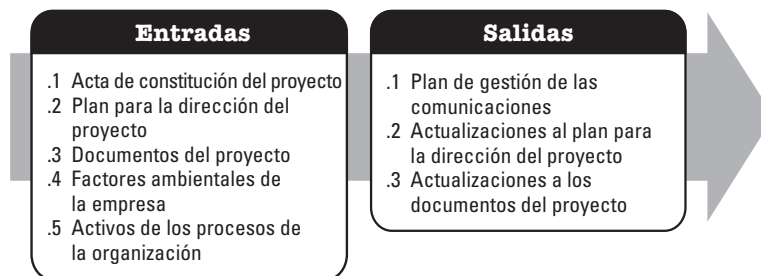 Entradas
.1 Acta de constitución del proyecto
.2 Plan para la dirección del
proyecto
.3 Documentos del proyecto
.4 Factores ambientales de
la empresa
.5 Activos de los procesos de
la organización
Salidas
.1 Plan de gestión de las
comunicaciones
.2 Actualizaciones al plan para
la dirección del proyecto
.3 Actualizaciones a los
documentos del proyecto